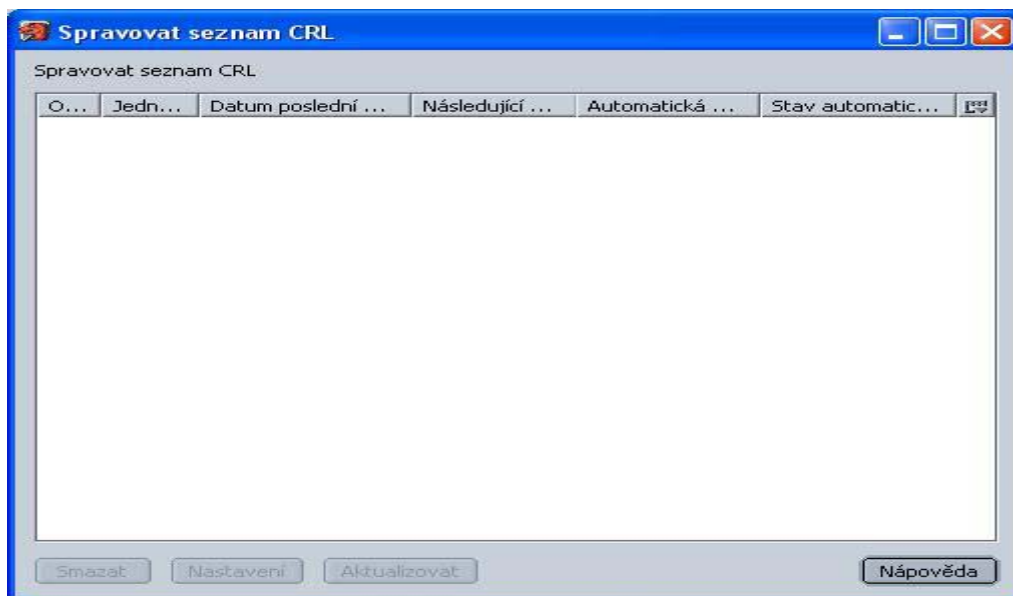 Spravovat seznam CRL
Spravovat seznam CRL
O... Jedn... Datum poslední ... Následující ... Automatická ... Stav automatic...
Smazat Nastavení Aktualizovat Nápověda